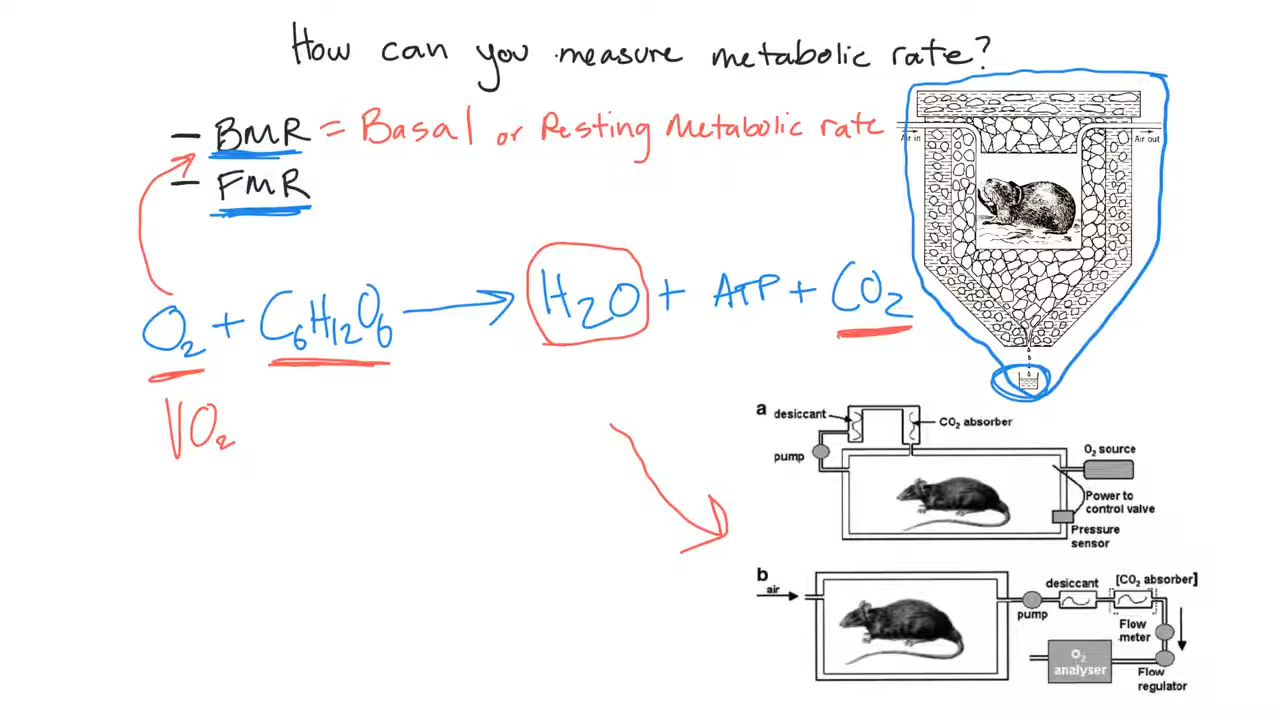 How can you measure metabolic rate?
- BMR = Basal or Resting Metabolic rate
- FMR
Air in
Air out
O2 + C6H12O6 → H2O + ATP + CO2
VO2
a
desiccant
CO2 absorber
pump
O2 source
Power to
control valve
Pressure
sensor
b
air
desiccant
[CO2 absorber]
pump
Flow
meter
O2
analyser
Flow
regulator